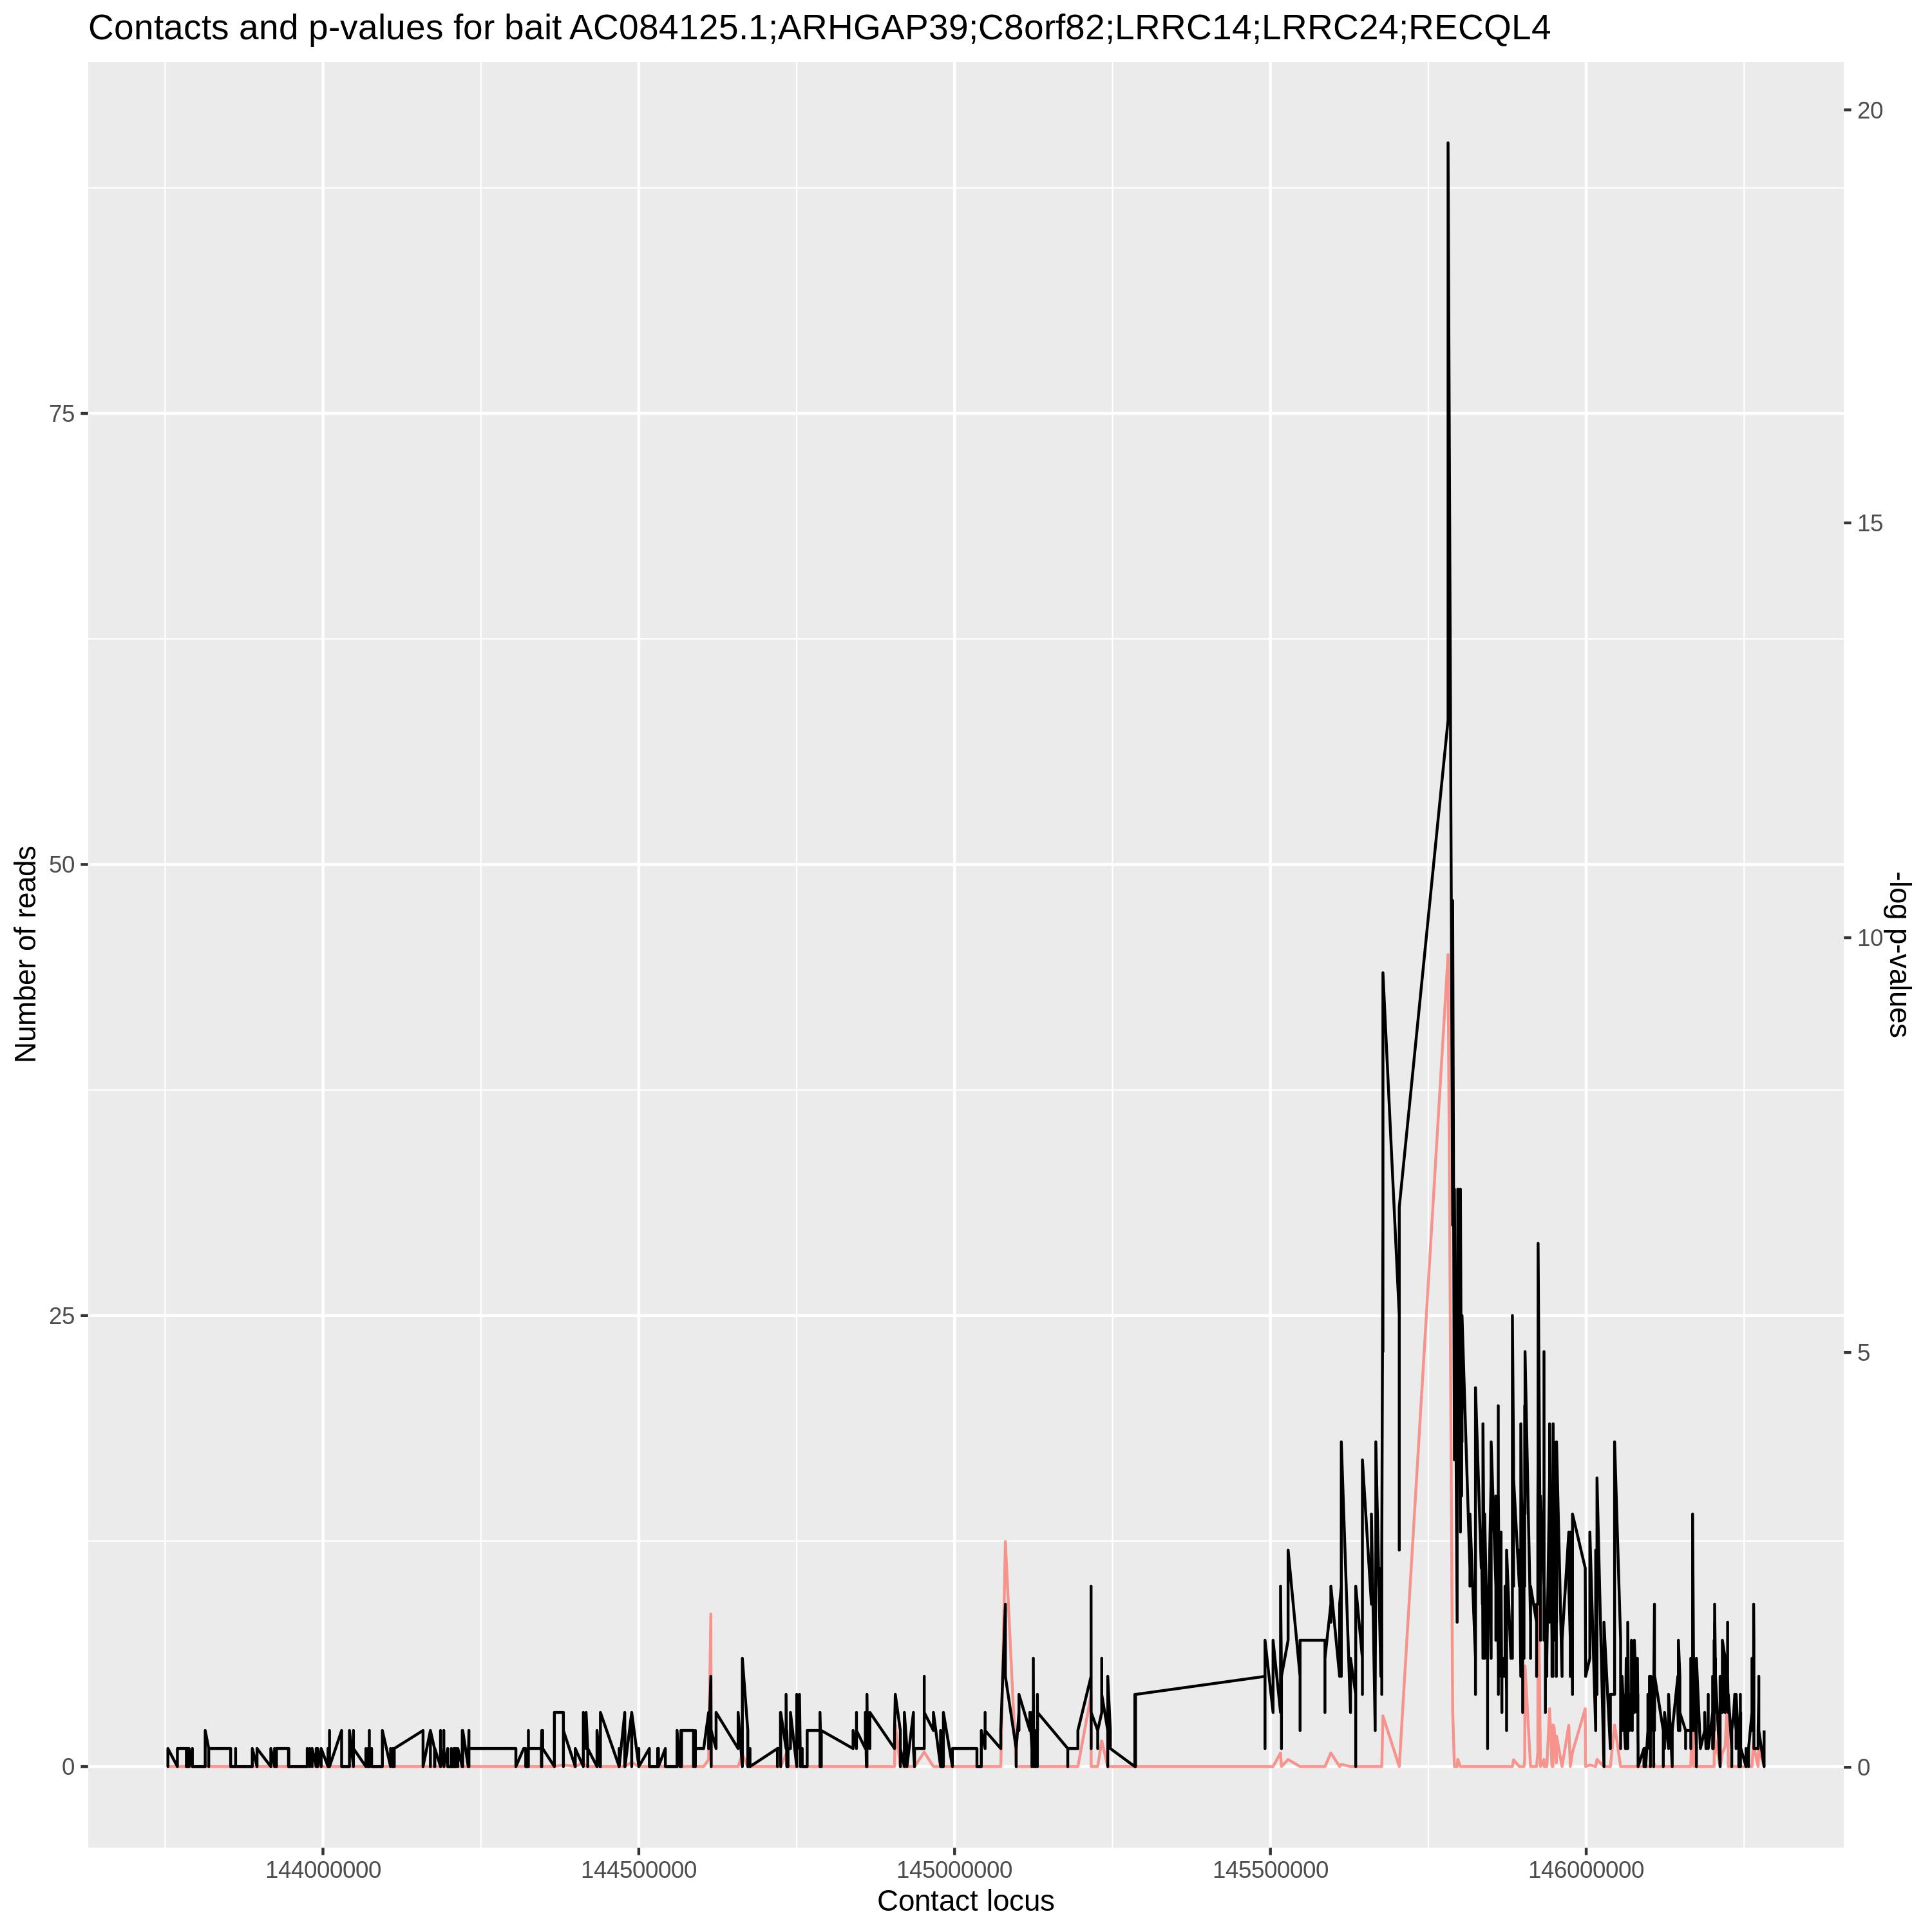 Contacts and p-values for bait AC084125.1;ARHGAP39;C8orf82;LRRC14;LRRC24;RECQL4
Number of reads
75
50
25
0
20
15
10
5
0
-log p-values
144000000 144500000 145000000 145500000 146000000
Contact locus